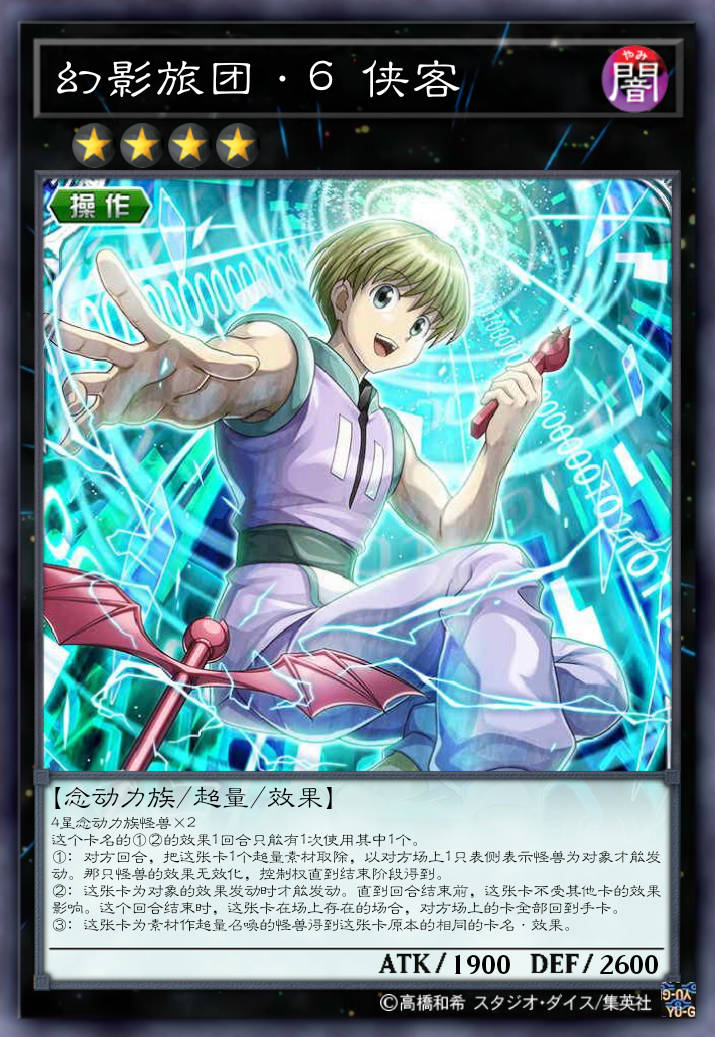 幻影旅团·6 侠客
やみ
闇
操作
【念动力族/超量/效果】
4星念动力族怪兽×2
这个卡名的①②的效果1回合只能有1次使用其中1个。
①：对方回合，把这张卡1个超量素材取除，以对方场上1只表侧表示怪兽为对象才能发
动。那只怪兽的效果无效化，控制权直到结束阶段得到。
②：这张卡为对象的效果发动时才能发动。直到回合结束前，这张卡不受其他卡的效果
影响。这个回合结束时，这张卡在场上存在的场合，对方场上的卡全部回到手卡。
③：这张卡为素材作超量召唤的怪兽得到这张卡原本的相同的卡名·效果。
ATK/1900 DEF/2600
©高橋和希 スタジオ·ダイス/集英社